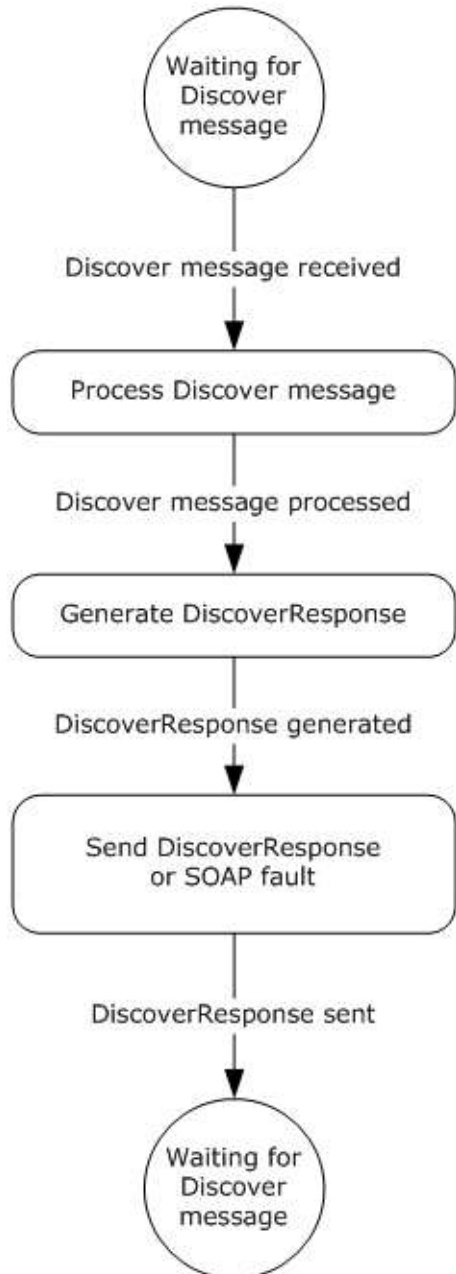 Waiting for
Discover
message
Discover message received
Process Discover message
Discover message processed
Generate DiscoverResponse
DiscoverResponse generated
Send DiscoverResponse
or SOAP fault
DiscoverResponse sent
Waiting for
Discover
message